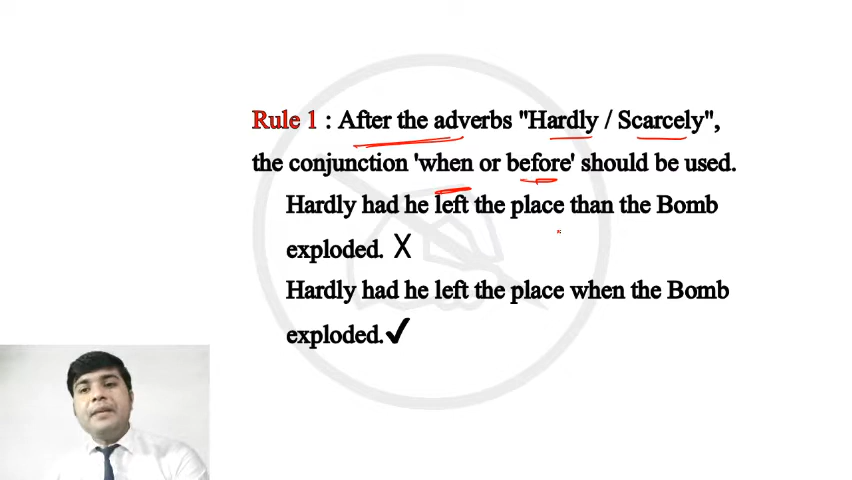 Rule 1 : After the adverbs "Hardly / Scarcely",
the conjunction 'when or before' should be used.
Hardly had he left the place than the Bomb
exploded. X
Hardly had he left the place when the Bomb
exploded.✔